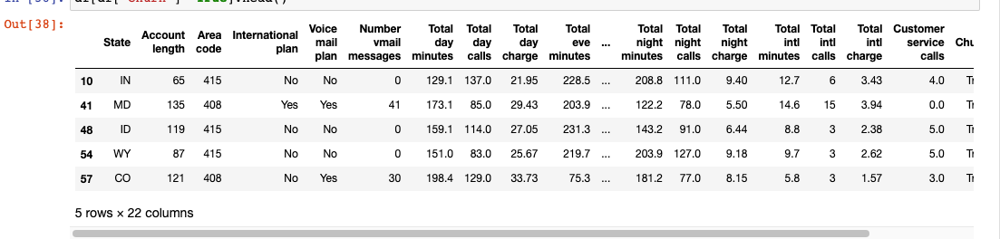 Out[38]:
State Account length Area code International plan Voice mail plan Number vmail messages Total day minutes Total day calls Total day charge Total eve minutes ... Total night minutes Total night calls Total night charge Total intl minutes Total intl calls Total intl charge Customer service calls Chu
10 IN 65 415 No No 0 129.1 137.0 21.95 228.5 ... 208.8 111.0 9.40 12.7 6 3.43 4.0 Tr
41 MD 135 408 Yes Yes 41 173.1 85.0 29.43 203.9 ... 122.2 78.0 5.50 14.6 15 3.94 0.0 Tr
48 ID 119 415 No No 0 159.1 114.0 27.05 231.3 ... 143.2 91.0 6.44 8.8 3 2.38 5.0 Tr
54 WY 87 415 No No 0 151.0 83.0 25.67 219.7 ... 203.9 127.0 9.18 9.7 3 2.62 5.0 Tr
57 CO 121 408 No Yes 30 198.4 129.0 33.73 75.3 ... 181.2 77.0 8.15 5.8 3 1.57 3.0 Tr
5 rows × 22 columns